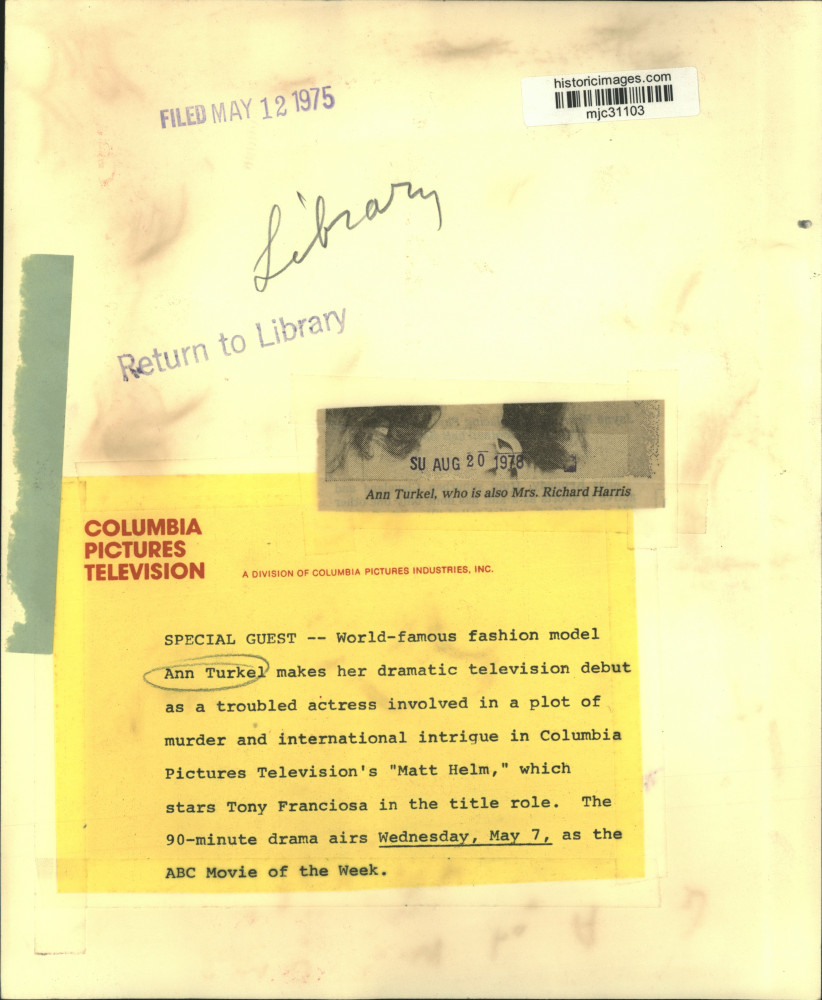 historicimages.com
mjc31103
FILED MAY 12 1975
Library
Return to Library
SU AUG 20 1978
Ann Turkel, who is also Mrs. Richard Harris
COLUMBIA
PICTURES
TELEVISION
A DIVISION OF COLUMBIA PICTURES INDUSTRIES, INC.
SPECIAL GUEST -- World-famous fashion model
Ann Turkel makes her dramatic television debut
as a troubled actress involved in a plot of
murder and international intrigue in Columbia
Pictures Television's "Matt Helm," which
stars Tony Franciosa in the title role. The
90-minute drama airs Wednesday, May 7, as the
ABC Movie of the Week.